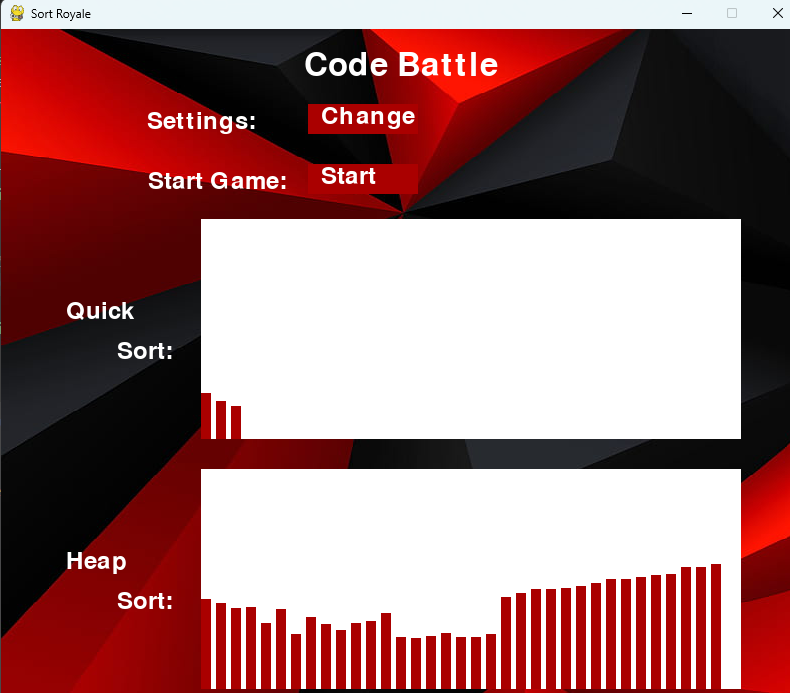 Sort Royale
Code Battle
Settings: Change
Start Game: Start
Quick
Sort:
Heap
Sort: